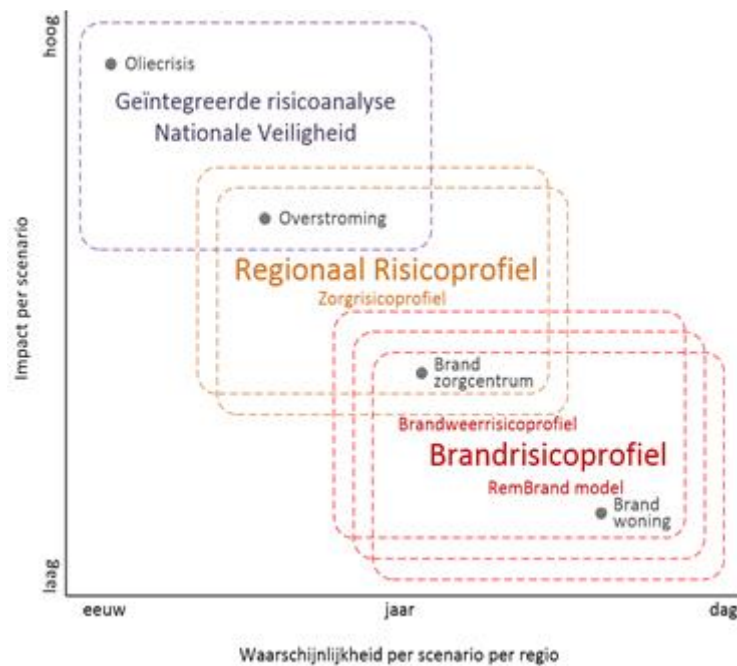 hoog
Oliecrisis
Geïntegreerde risicoanalyse
Nationale Veiligheid
Overstroming
Regionaal Risicoprofiel
Zorgrisicoprofiel
Impact per scenario
Brand
zorgcentrum
Brandweerrisicoprofiel
Brandrisicoprofiel
RemBrand model
Brand
woning
laag
eeuw jaar dag
Waarschijnlijkheid per scenario per regio